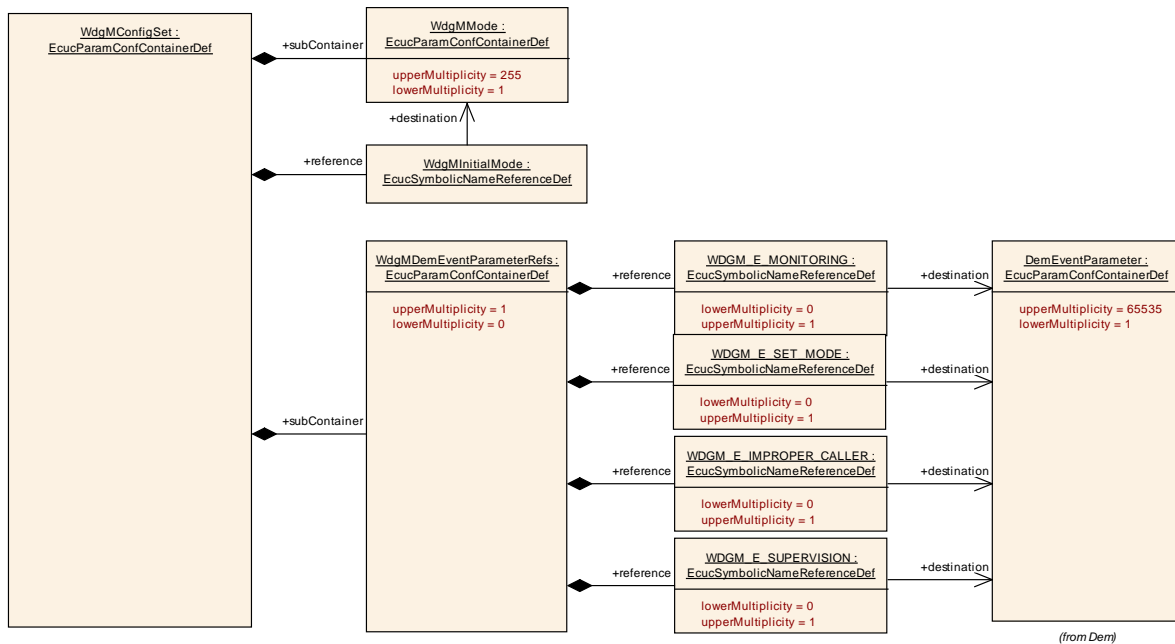 WdgMConfigSet :
EcucParamConfContainerDef
+subContainer
WdgMMode :
EcucParamConfContainerDef
upperMultiplicity = 255
lowerMultiplicity = 1
+destination
+reference
WdgMInitialMode :
EcucSymbolicNameReferenceDef
+subContainer
WdgMDemEventParameterRefs :
EcucParamConfContainerDef
upperMultiplicity = 1
lowerMultiplicity = 0
+reference
WDGM_E_MONITORING :
EcucSymbolicNameReferenceDef
lowerMultiplicity = 0
upperMultiplicity = 1
+destination
+reference
WDGM_E_SET_MODE :
EcucSymbolicNameReferenceDef
lowerMultiplicity = 0
upperMultiplicity = 1
+destination
+reference
WDGM_E_IMPROPER_CALLER :
EcucSymbolicNameReferenceDef
lowerMultiplicity = 0
upperMultiplicity = 1
+destination
+reference
WDGM_E_SUPERVISION :
EcucSymbolicNameReferenceDef
lowerMultiplicity = 0
upperMultiplicity = 1
+destination
DemEventParameter :
EcucParamConfContainerDef
upperMultiplicity = 65535
lowerMultiplicity = 1
(from Dem)